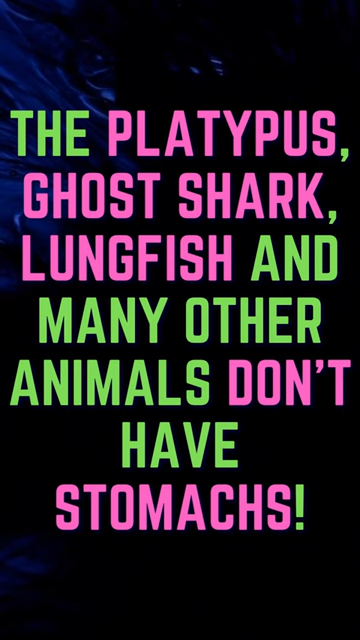 THE PLATYPUS,
GHOST SHARK,
LUNGFISH AND
MANY OTHER
ANIMALS DON'T
HAVE
STOMACHS!